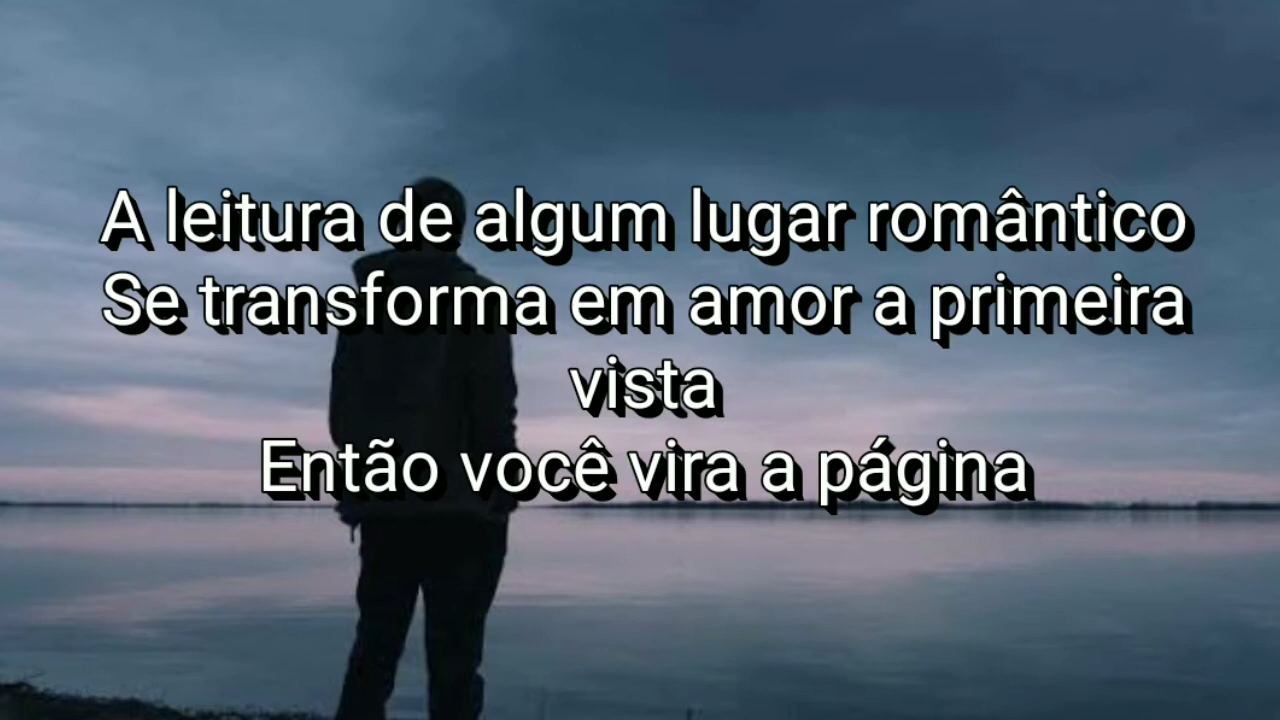 A leitura de algum lugar romântico
Se transforma em amor a primeira
vista
Então você vira a página